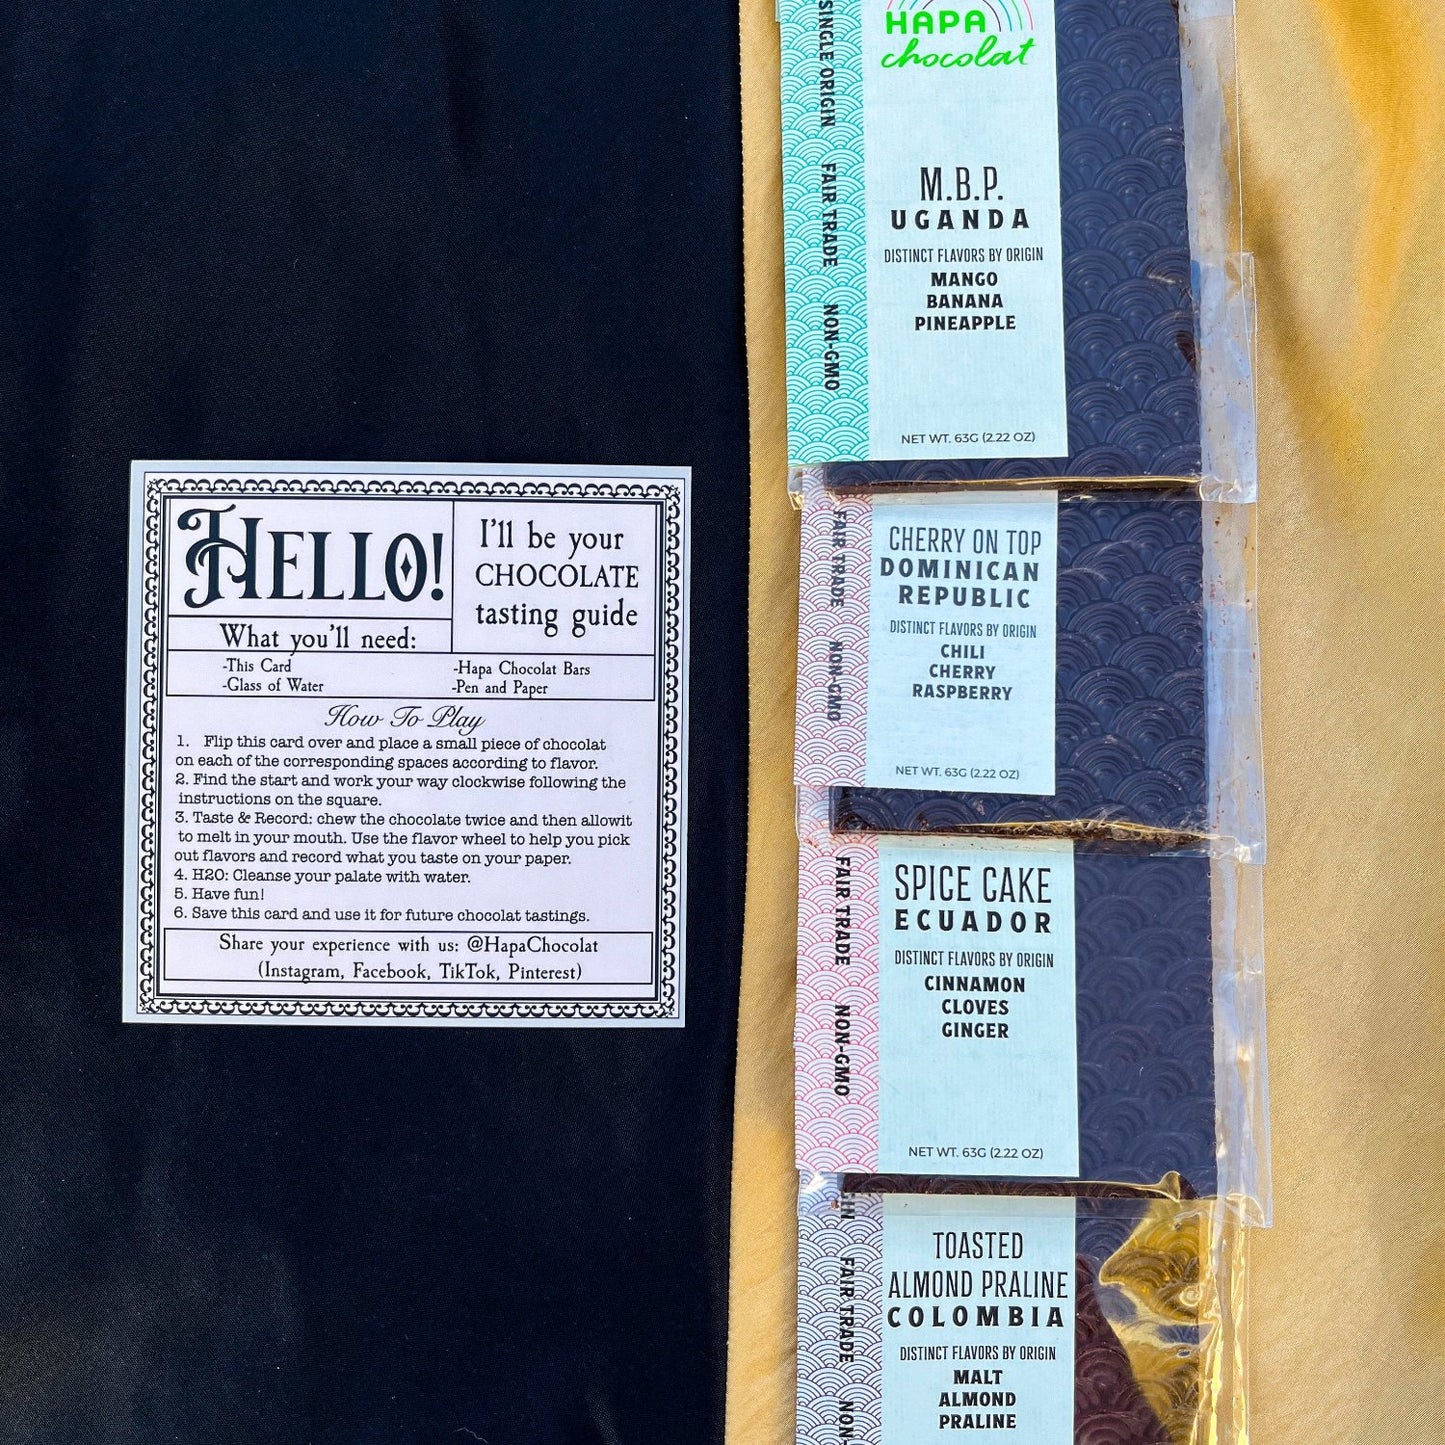 HELLO!
I'll be your
CHOCOLATE
tasting guide
What you'll need:
-This Card
-Glass of Water
-Hapa Chocolat Bars
-Pen and Paper
How To Play
1. Flip this card over and place a small piece of chocolat
on each of the corresponding spaces according to flavor.
2. Find the start and work your way clockwise following the
instructions on the square.
3. Taste & Record: chew the chocolate twice and then allowit
to melt in your mouth. Use the flavor wheel to help you pick
out flavors and record what you taste on your paper.
4. H2O: Cleanse your palate with water.
5. Have fun!
6. Save this card and use it for future chocolat tastings.
Share your experience with us: @HapaChocolat
(Instagram, Facebook, TikTok, Pinterest)
SINGLE ORIGIN FAIR TRADE NON-GMO
HAPA
chocolat
M.B.P.
UGANDA
DISTINCT FLAVORS BY ORIGIN
MANGO
BANANA
PINEAPPLE
NET WT. 63G (2.22 OZ)
FAIR TRADE NON-GMO
CHERRY ON TOP
DOMINICAN
REPUBLIC
DISTINCT FLAVORS BY ORIGIN
CHILI
CHERRY
RASPBERRY
NET WT. 63G (2.22 OZ)
FAIR TRADE NON-GMO
SPICE CAKE
ECUADOR
DISTINCT FLAVORS BY ORIGIN
CINNAMON
CLOVES
GINGER
NET WT. 63G (2.22 OZ)
FAIR TRADE NON-
TOASTED
ALMOND PRALINE
COLOMBIA
DISTINCT FLAVORS BY ORIGIN
MALT
ALMOND
PRALINE